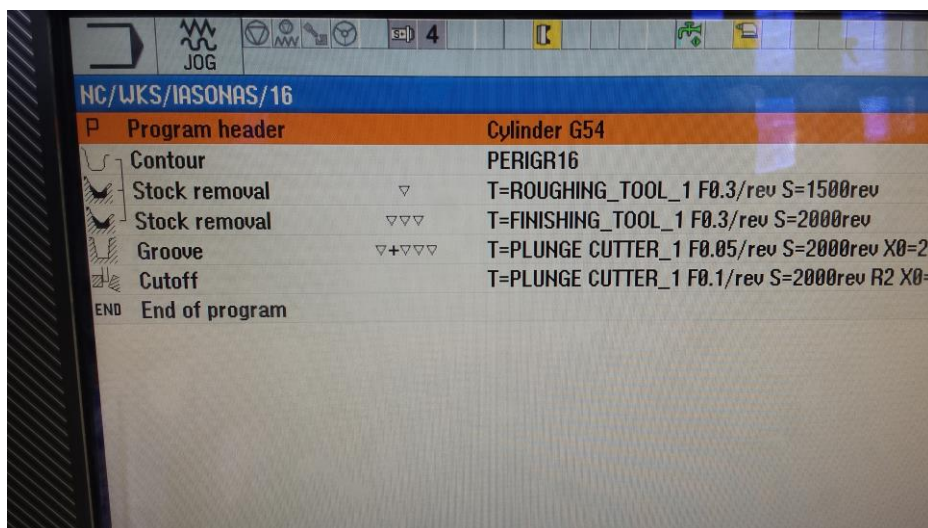 4
JOG
NC/WKS/IASONAS/16
P Program header Cylinder G54
Contour PERIGR16
Stock removal ▽ T=ROUGHING_TOOL_1 F0.3/rev S=1500rev
Stock removal ▽▽▽ T=FINISHING_TOOL_1 F0.3/rev S=2000rev
Groove ▽+▽▽▽ T=PLUNGE CUTTER_1 F0.05/rev S=2000rev X0=2
Cutoff T=PLUNGE CUTTER_1 F0.1/rev S=2000rev R2 X0=
END End of program